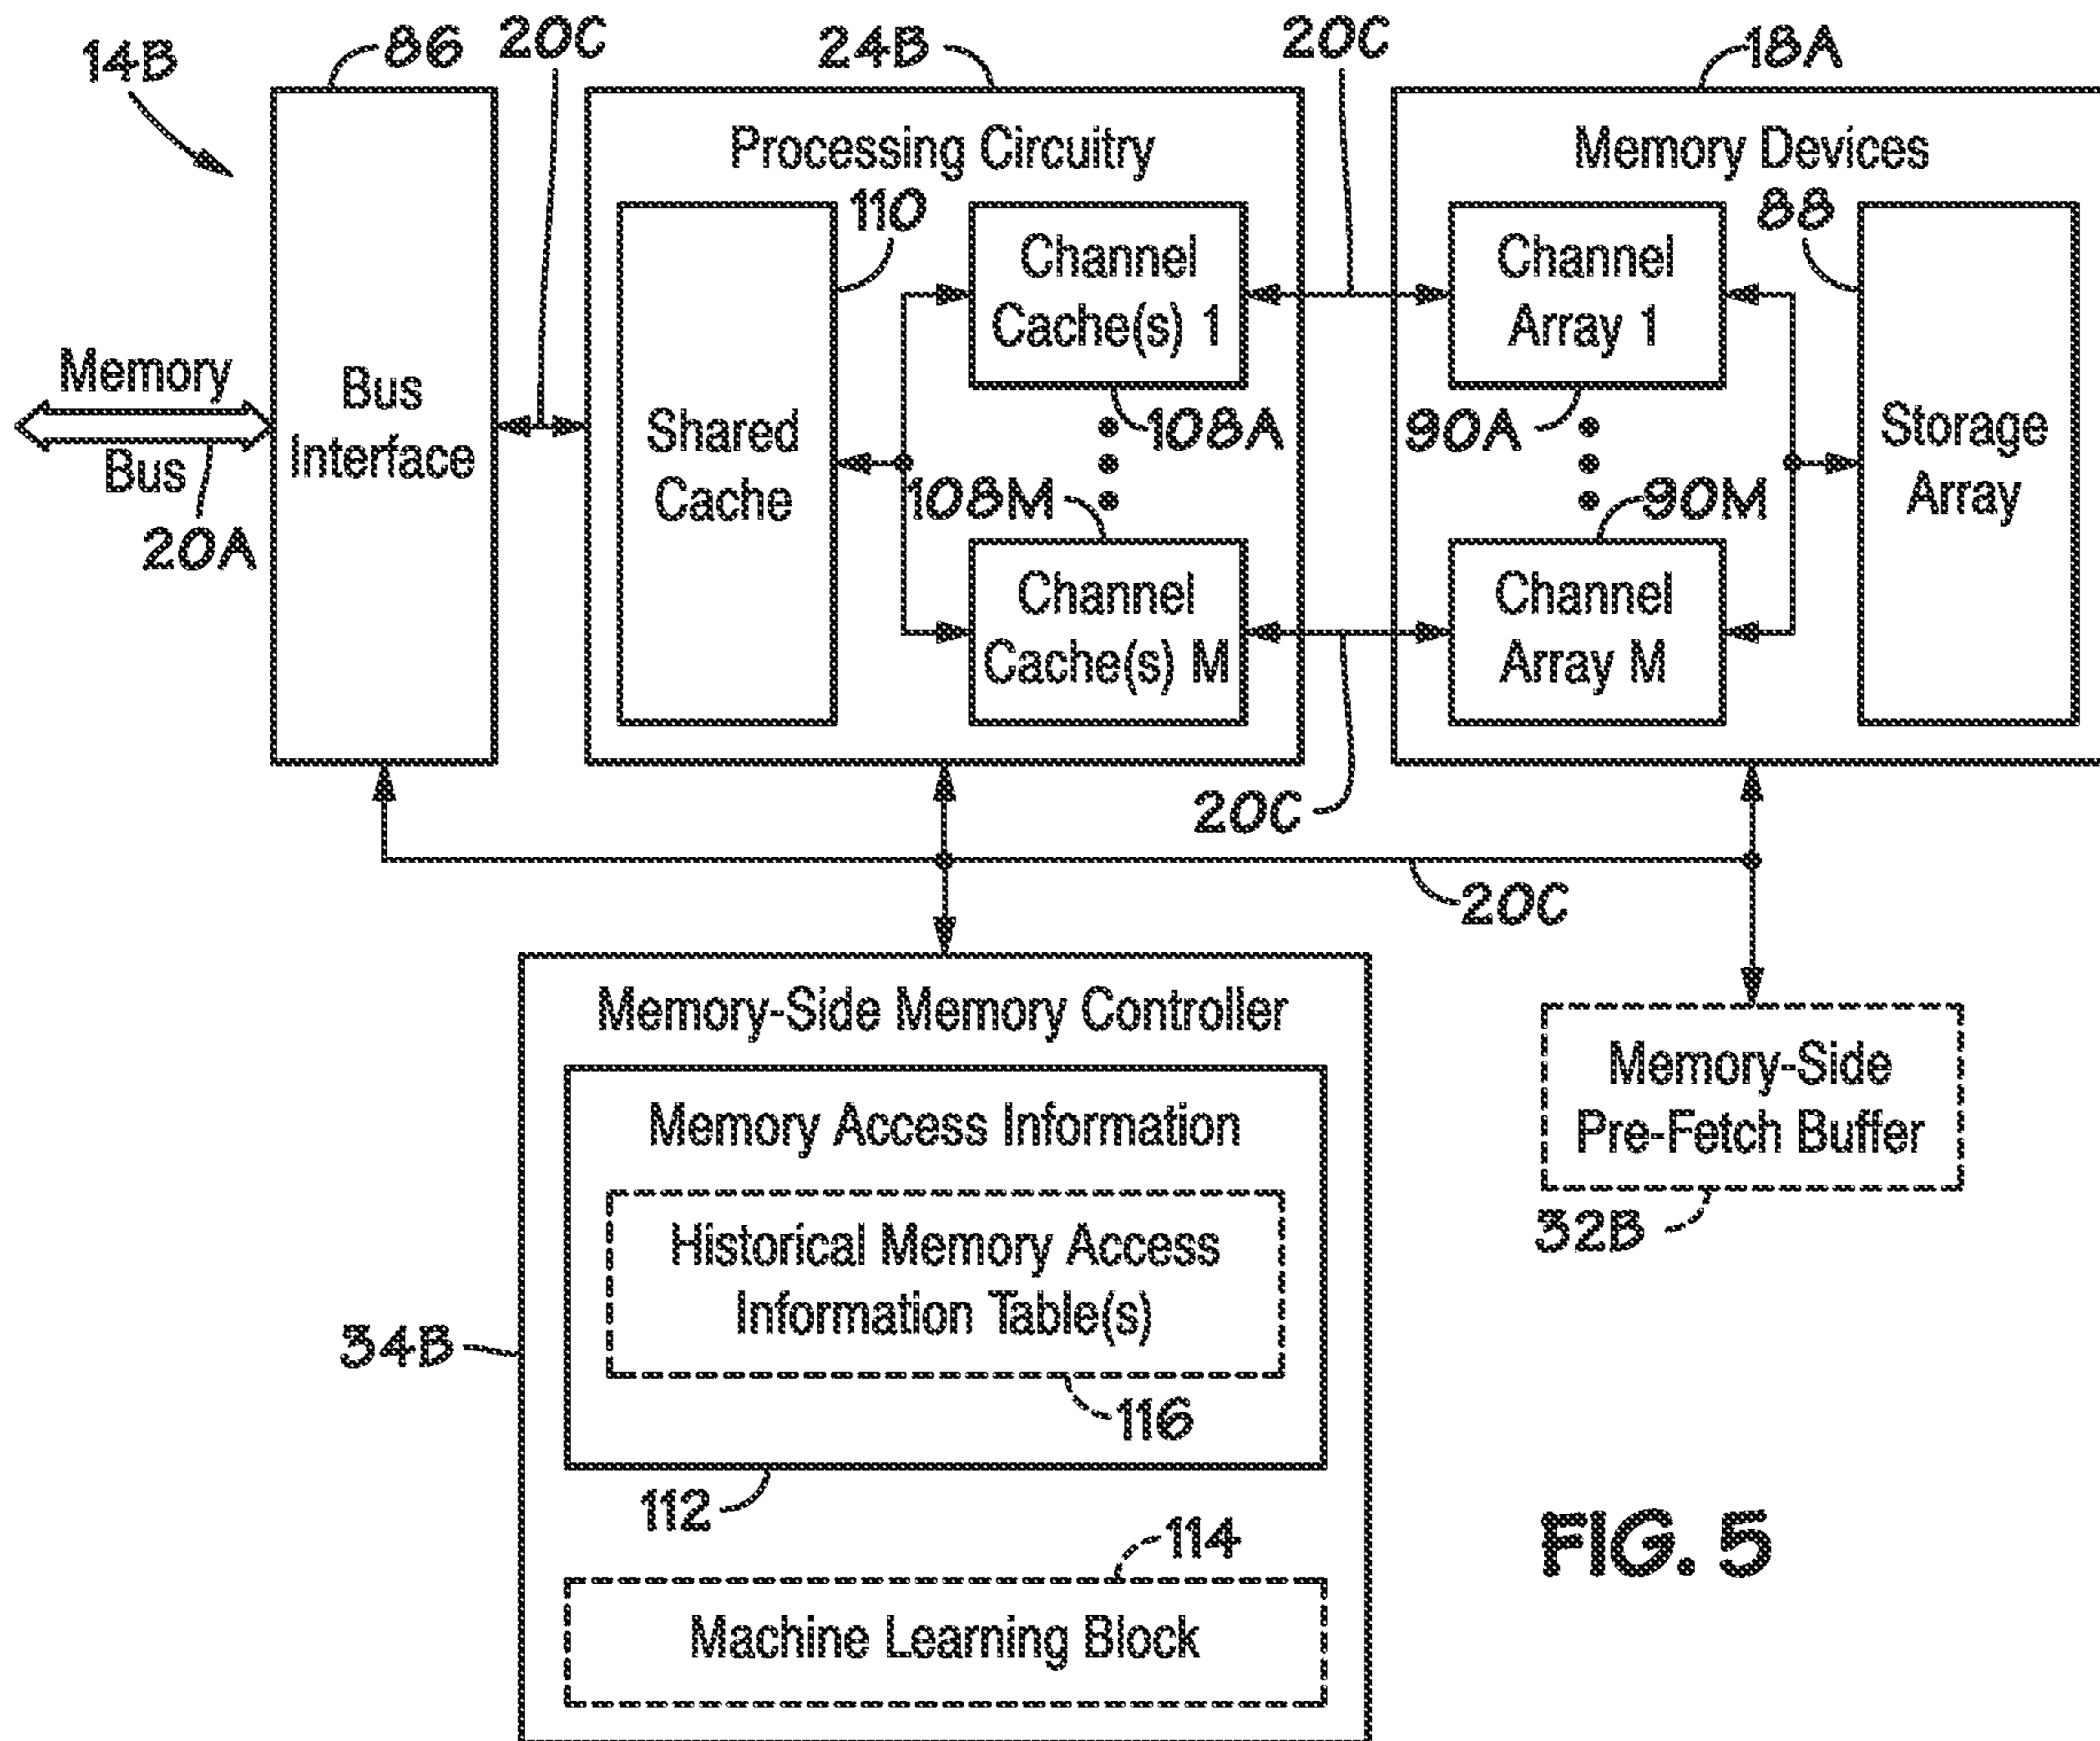 14B
86
20C
24B
20C
18A
Processing Circuitry
Memory Devices
110
88
Channel
Cache(s) 1
Channel
Array 1
Memory
Bus
20A
Bus
Interface
Shared
Cache
108A
90A
Storage
Array
108M
90M
Channel
Cache(s) M
Channel
Array M
20C
20C
Memory-Side Memory Controller
Memory Access Information
Historical Memory Access
Information Table(s)
116
34B
112
114
Machine Learning Block
Memory-Side
Pre-Fetch Buffer
32B
FIG. 5